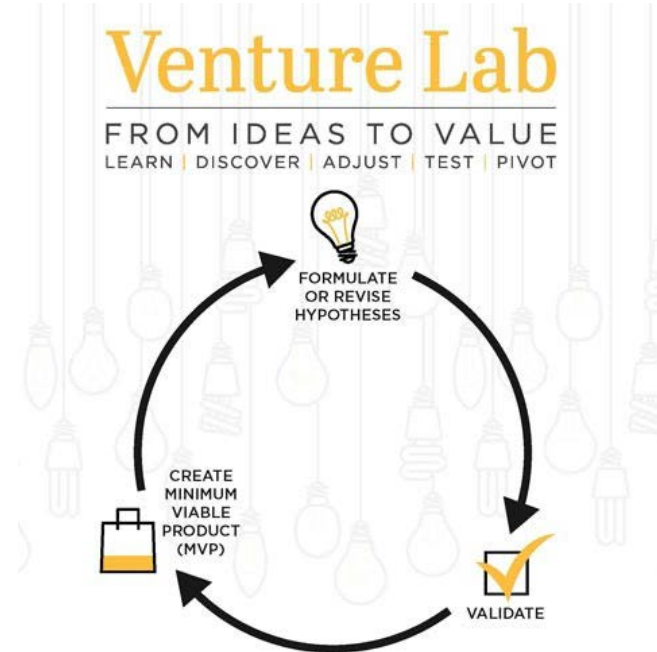 Venture Lab
FROM IDEAS TO VALUE
LEARN | DISCOVER | ADJUST | TEST | PIVOT
FORMULATE
OR REVISE
HYPOTHESES
CREATE
MINIMUM
VIABLE
PRODUCT
(MVP)
VALIDATE